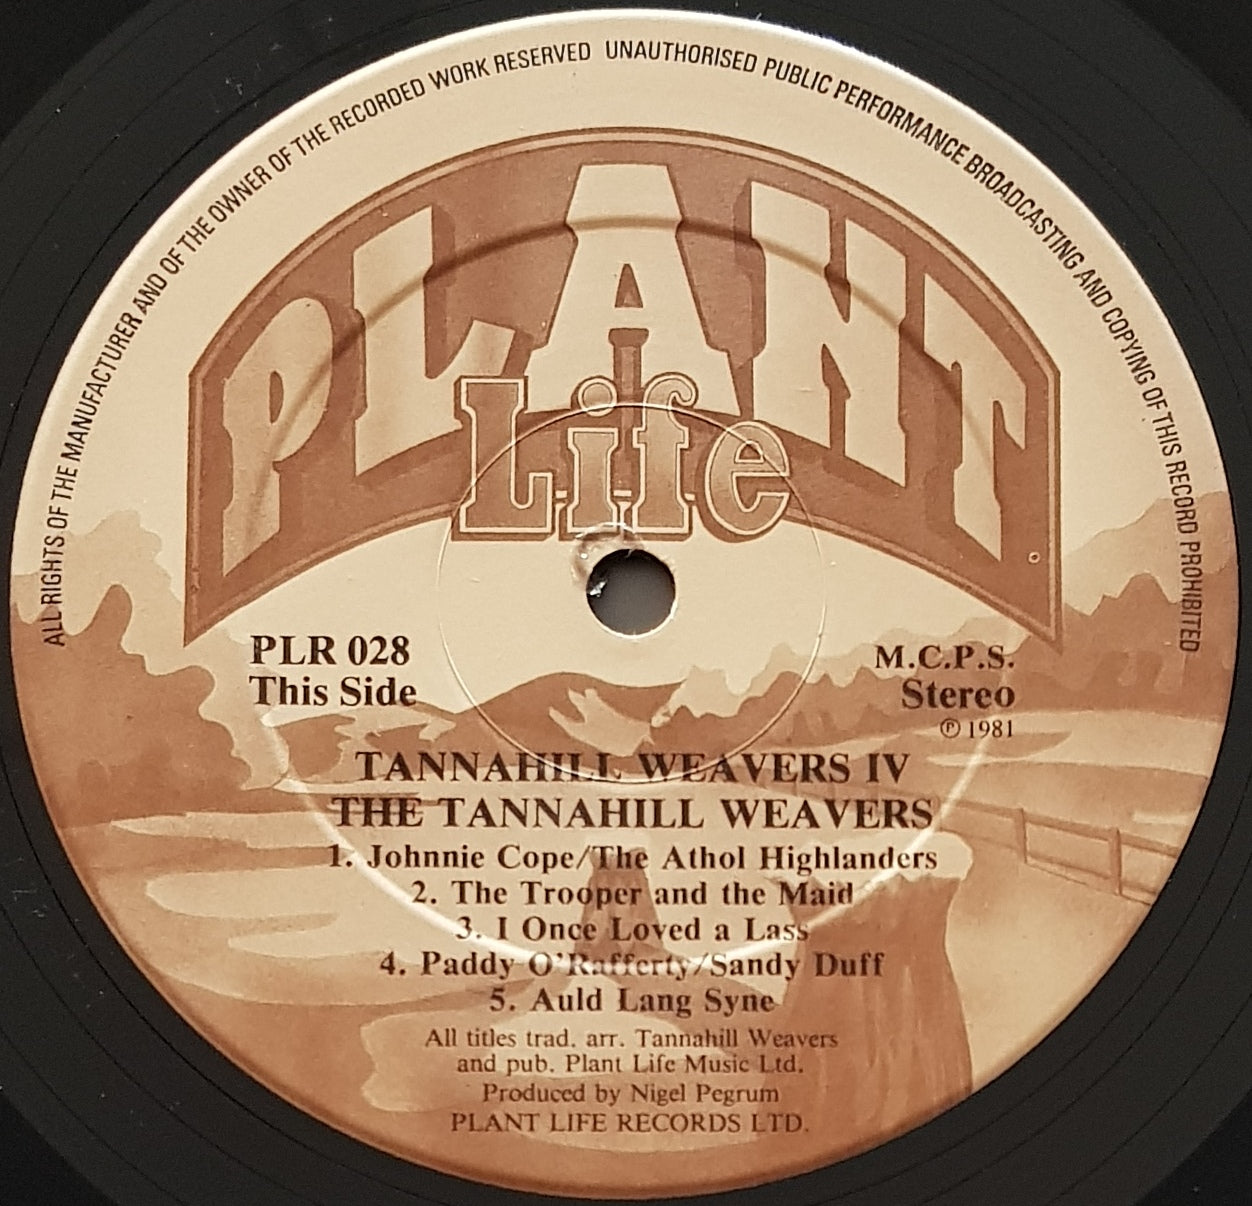 ALL RIGHTS OF THE MANUFACTURER AND OF THE OWNER OF THE RECORDED WORK RESERVED UNAUTHORISED PUBLIC PERFORMANCE BROADCASTING AND COPYING OF THIS RECORD PROHIBITED
PLANT
Life
PLR 028
This Side
M.C.P.S.
Stereo
℗ 1981
TANNAHILL WEAVERS IV
THE TANNAHILL WEAVERS
1. Johnnie Cope/The Athol Highlanders
2. The Trooper and the Maid
3. I Once Loved a Lass
4. Paddy O'Rafferty/Sandy Duff
5. Auld Lang Syne
All titles trad. arr. Tannahill Weavers
and pub. Plant Life Music Ltd.
Produced by Nigel Pegrum
PLANT LIFE RECORDS LTD.